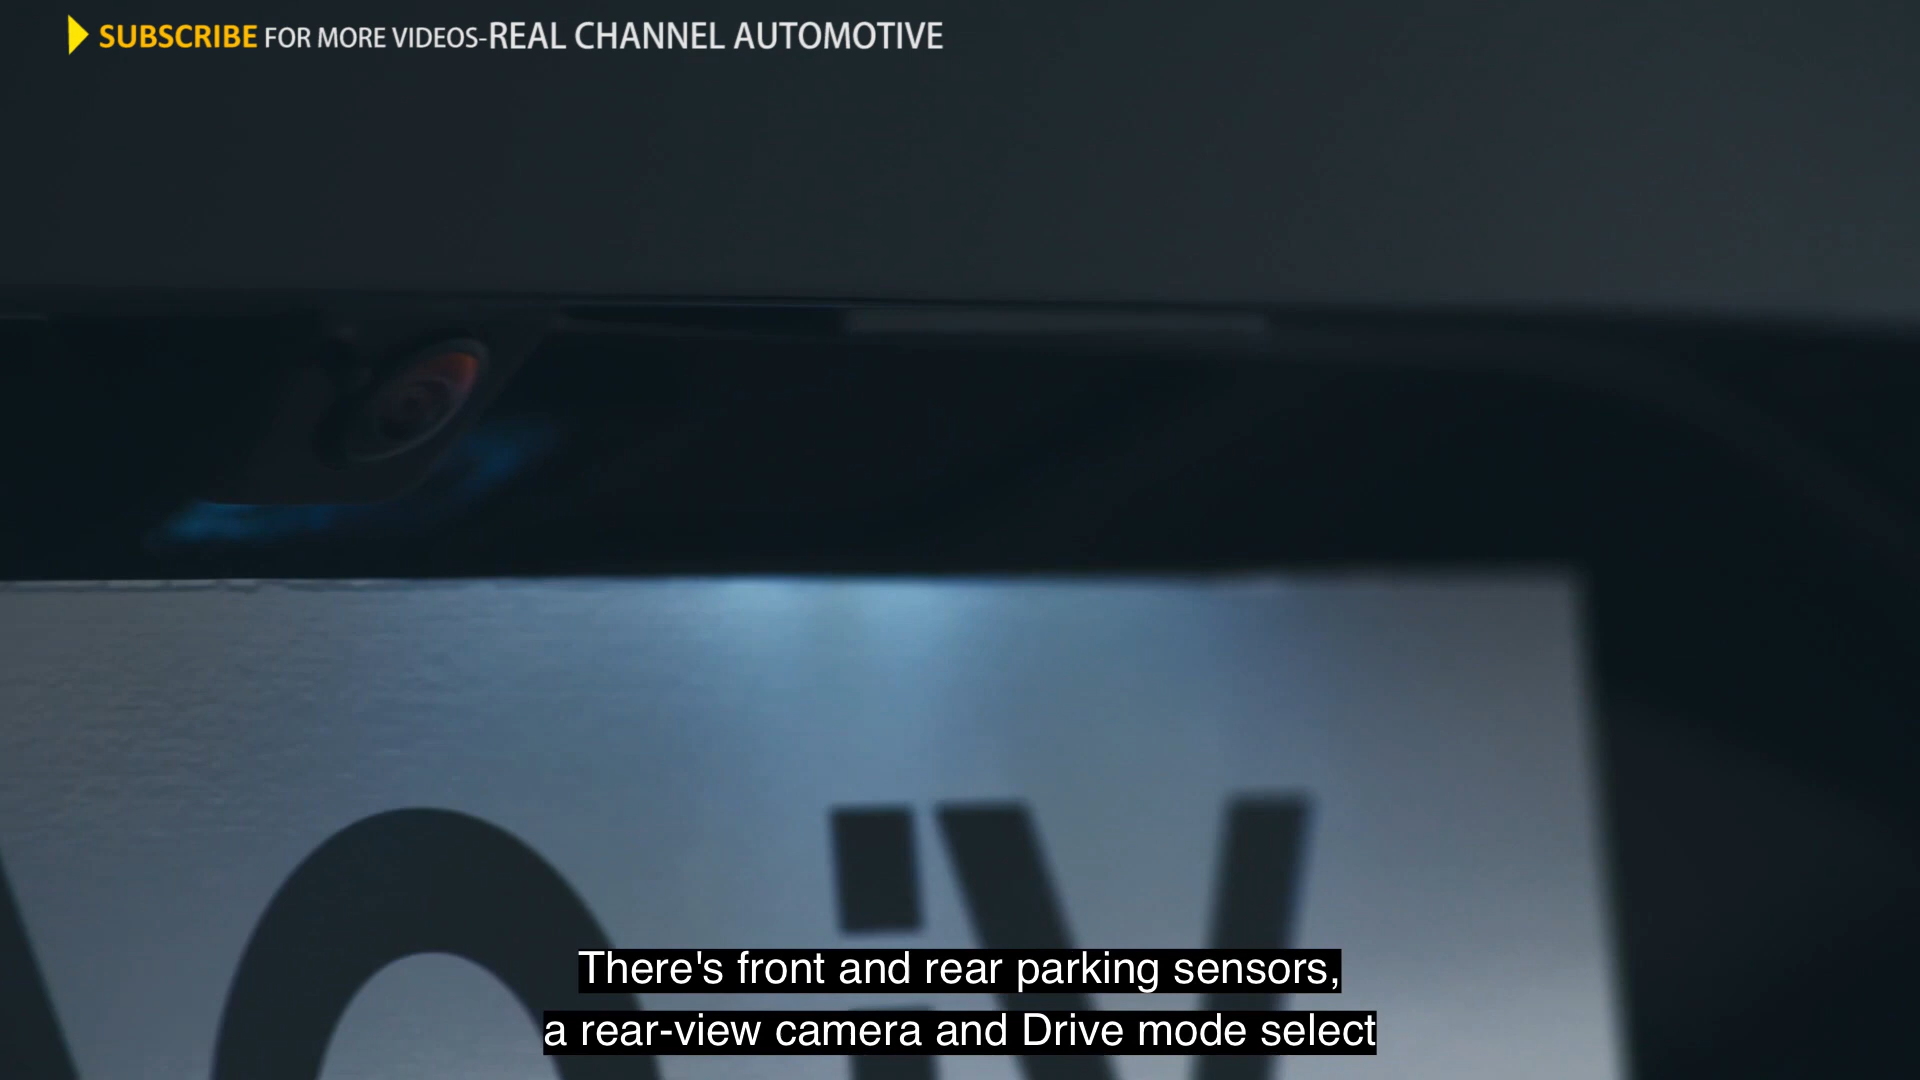 SUBSCRIBE FOR MORE VIDEOS-REAL CHANNEL AUTOMOTIVE
iV
There's front and rear parking sensors,
a rear-view camera and Drive mode select